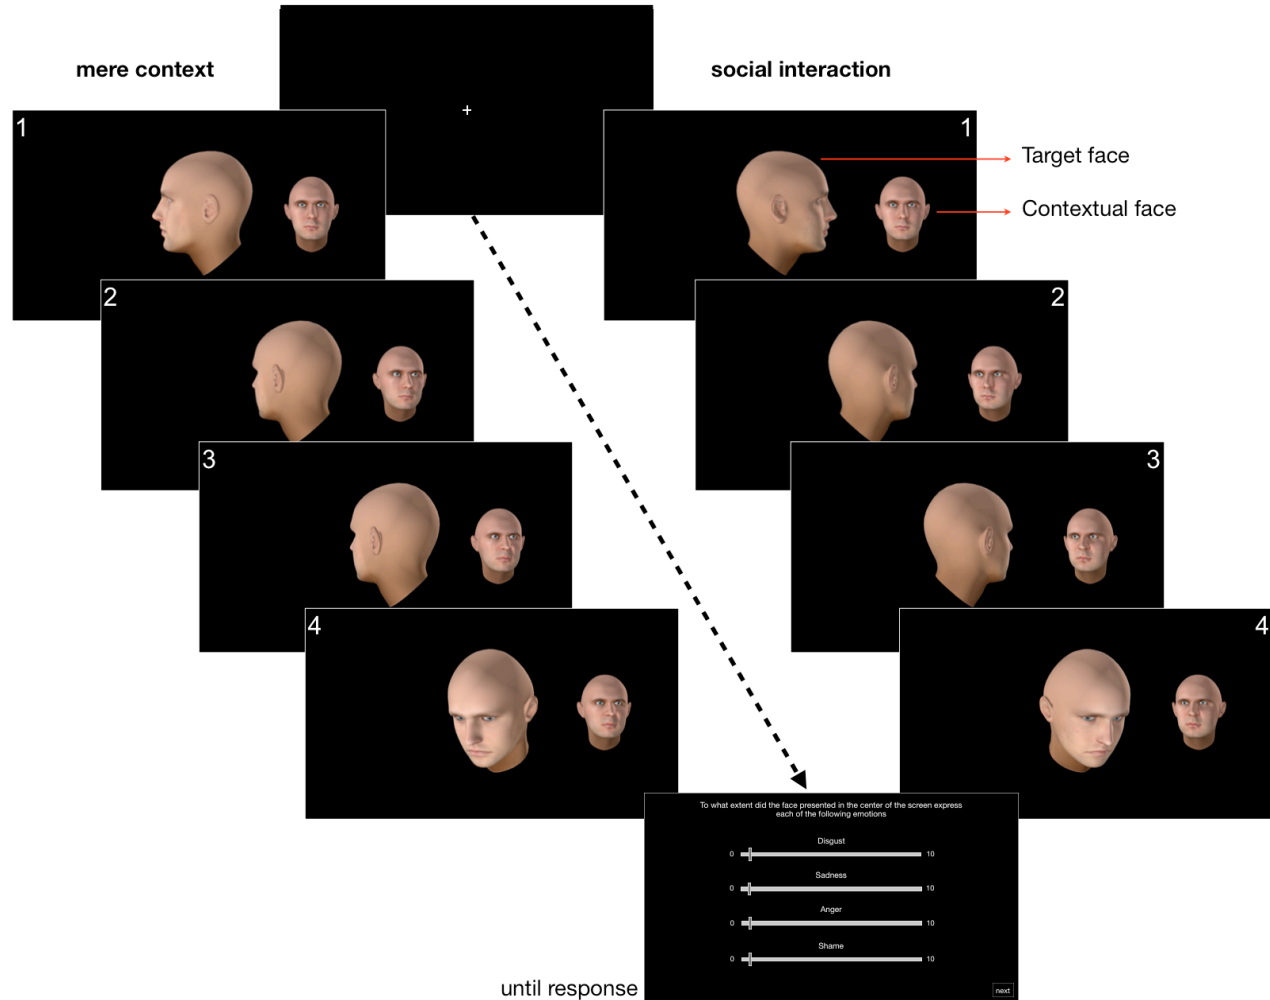 mere context
social interaction
+
1
1
Target face
Contextual face
2
2
3
3
4
4
To what extent did the face presented in the center of the screen express
each of the following emotions
Disgust
0 10
Sadness
0 10
Anger
0 10
Shame
0 10
next
until response